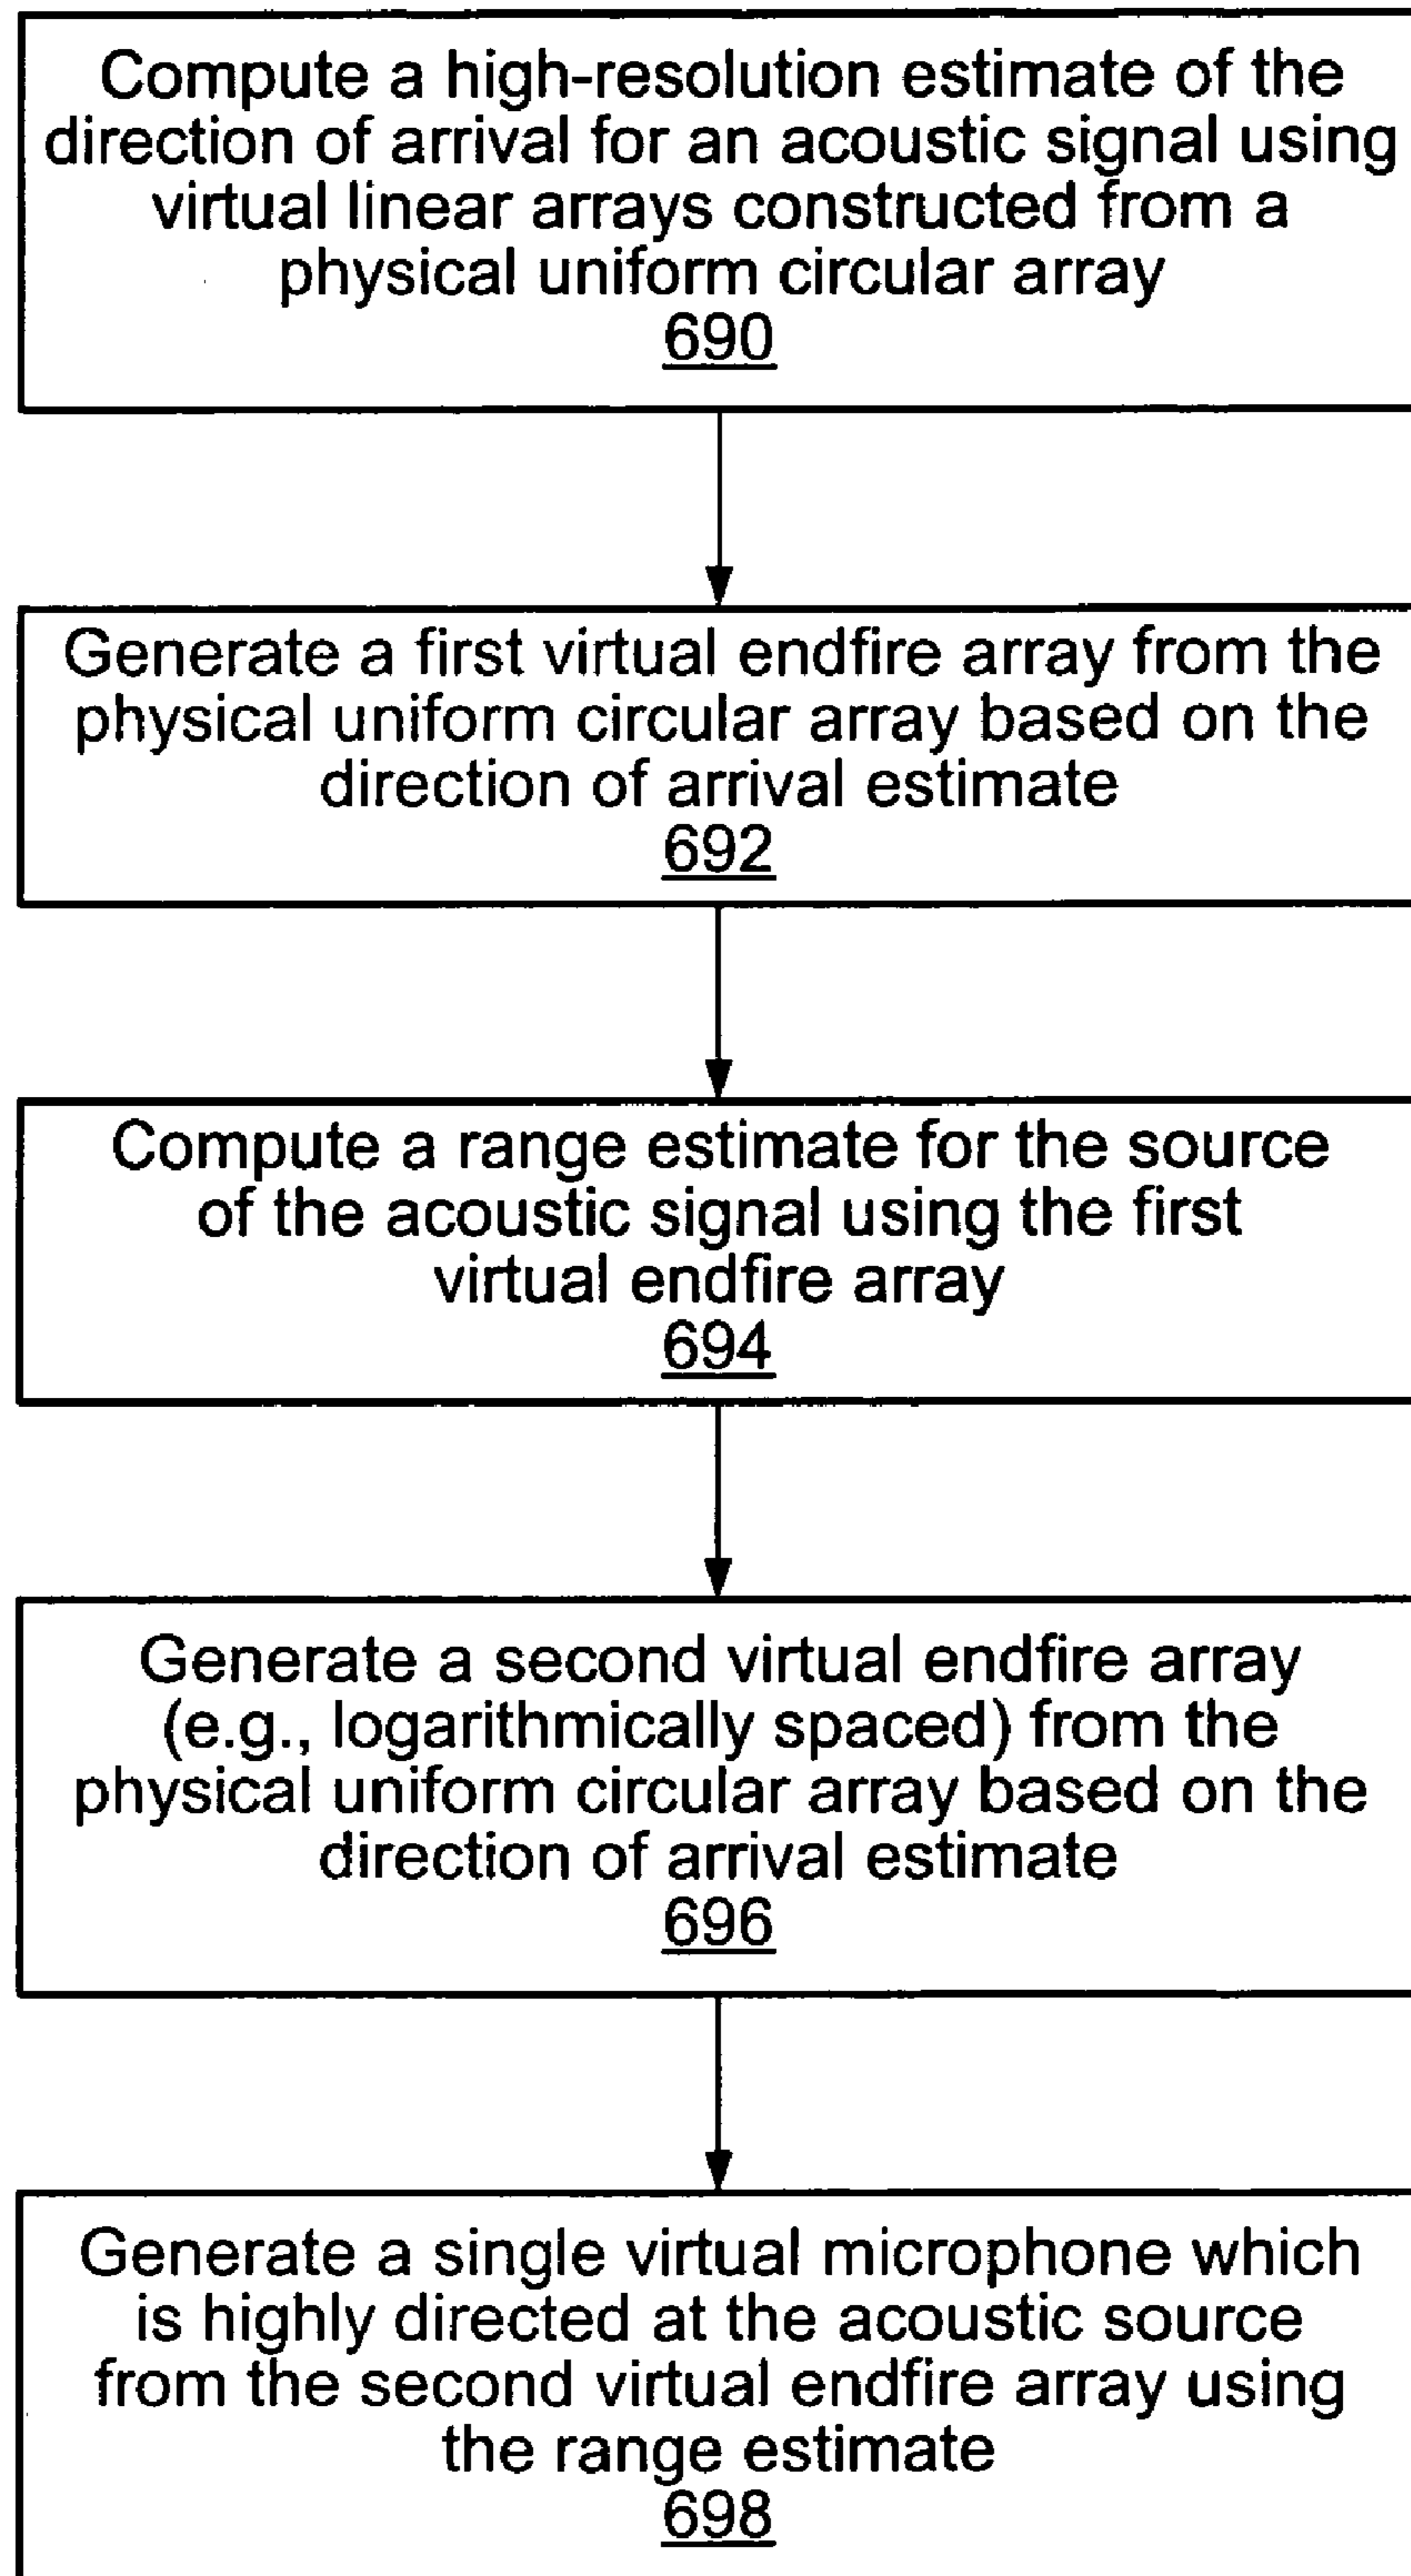 Compute a high-resolution estimate of the
direction of arrival for an acoustic signal using
virtual linear arrays constructed from a
physical uniform circular array
690
Generate a first virtual endfire array from the
physical uniform circular array based on the
direction of arrival estimate
692
Compute a range estimate for the source
of the acoustic signal using the first
virtual endfire array
694
Generate a second virtual endfire array
(e.g., logarithmically spaced) from the
physical uniform circular array based on the
direction of arrival estimate
696
Generate a single virtual microphone which
is highly directed at the acoustic source
from the second virtual endfire array using
the range estimate
698